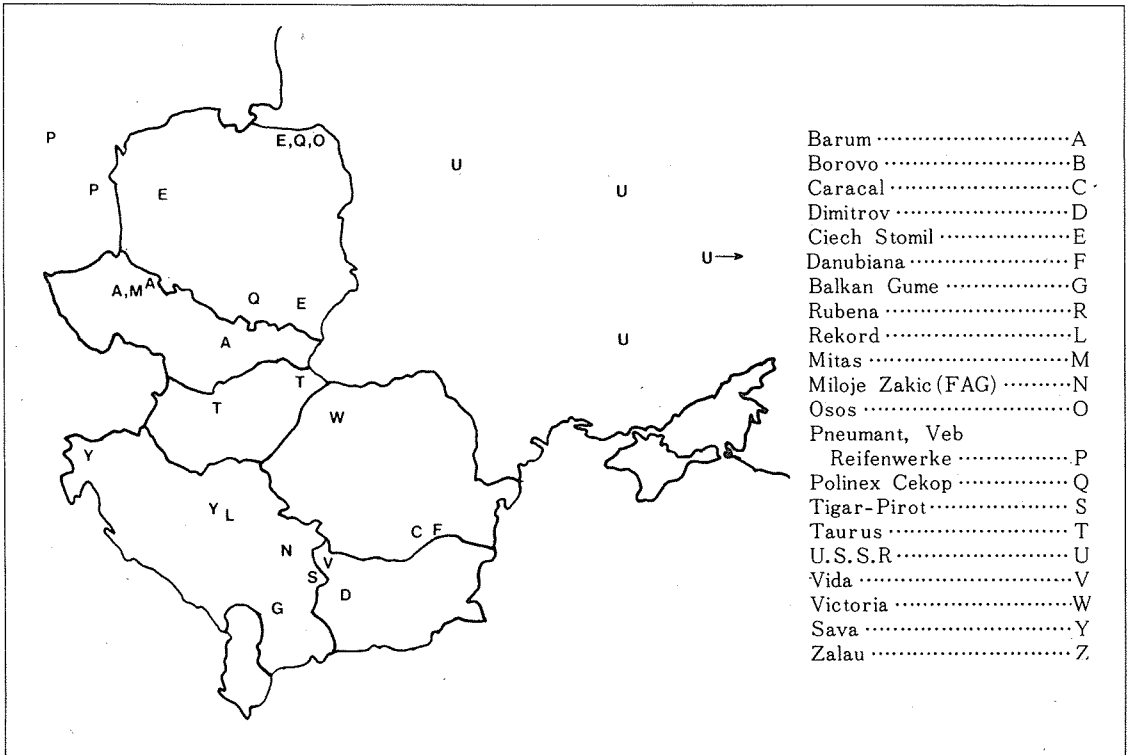 P
E,Q,O
U
P
E
U
U→
A,M A
Q
E
A
U
T
T
W
Y
Y L
C F
N
V
S
D
G
Barum ··························A
Borovo ··························B
Caracal ··························C
Dimitrov ··························D
Ciech Stomil ··················E
Danubiana ······················F
Balkan Gume ··················G
Rubena ··························R
Rekord ··························L
Mitas ··························M
Miloje Zakic(FAG) ·········N
Osos ··························O
Pneumant, Veb
Reifenwerke ···············P
Polinex Cekop ···············Q
Tigar-Pirot ··················S
Taurus ··························T
U.S.S.R ··························U
Vida ··························V
Victoria ··························W
Sava ··························Y
Zalau ··························Z